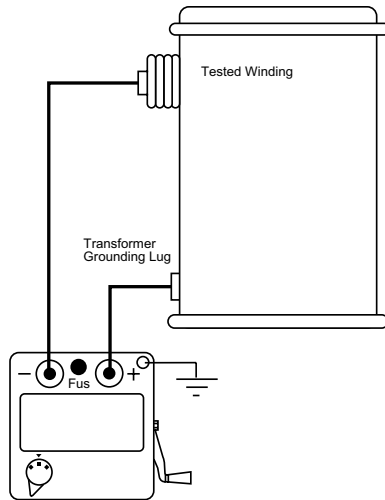 Tested Winding
Transformer
Grounding Lug
− +
Fus